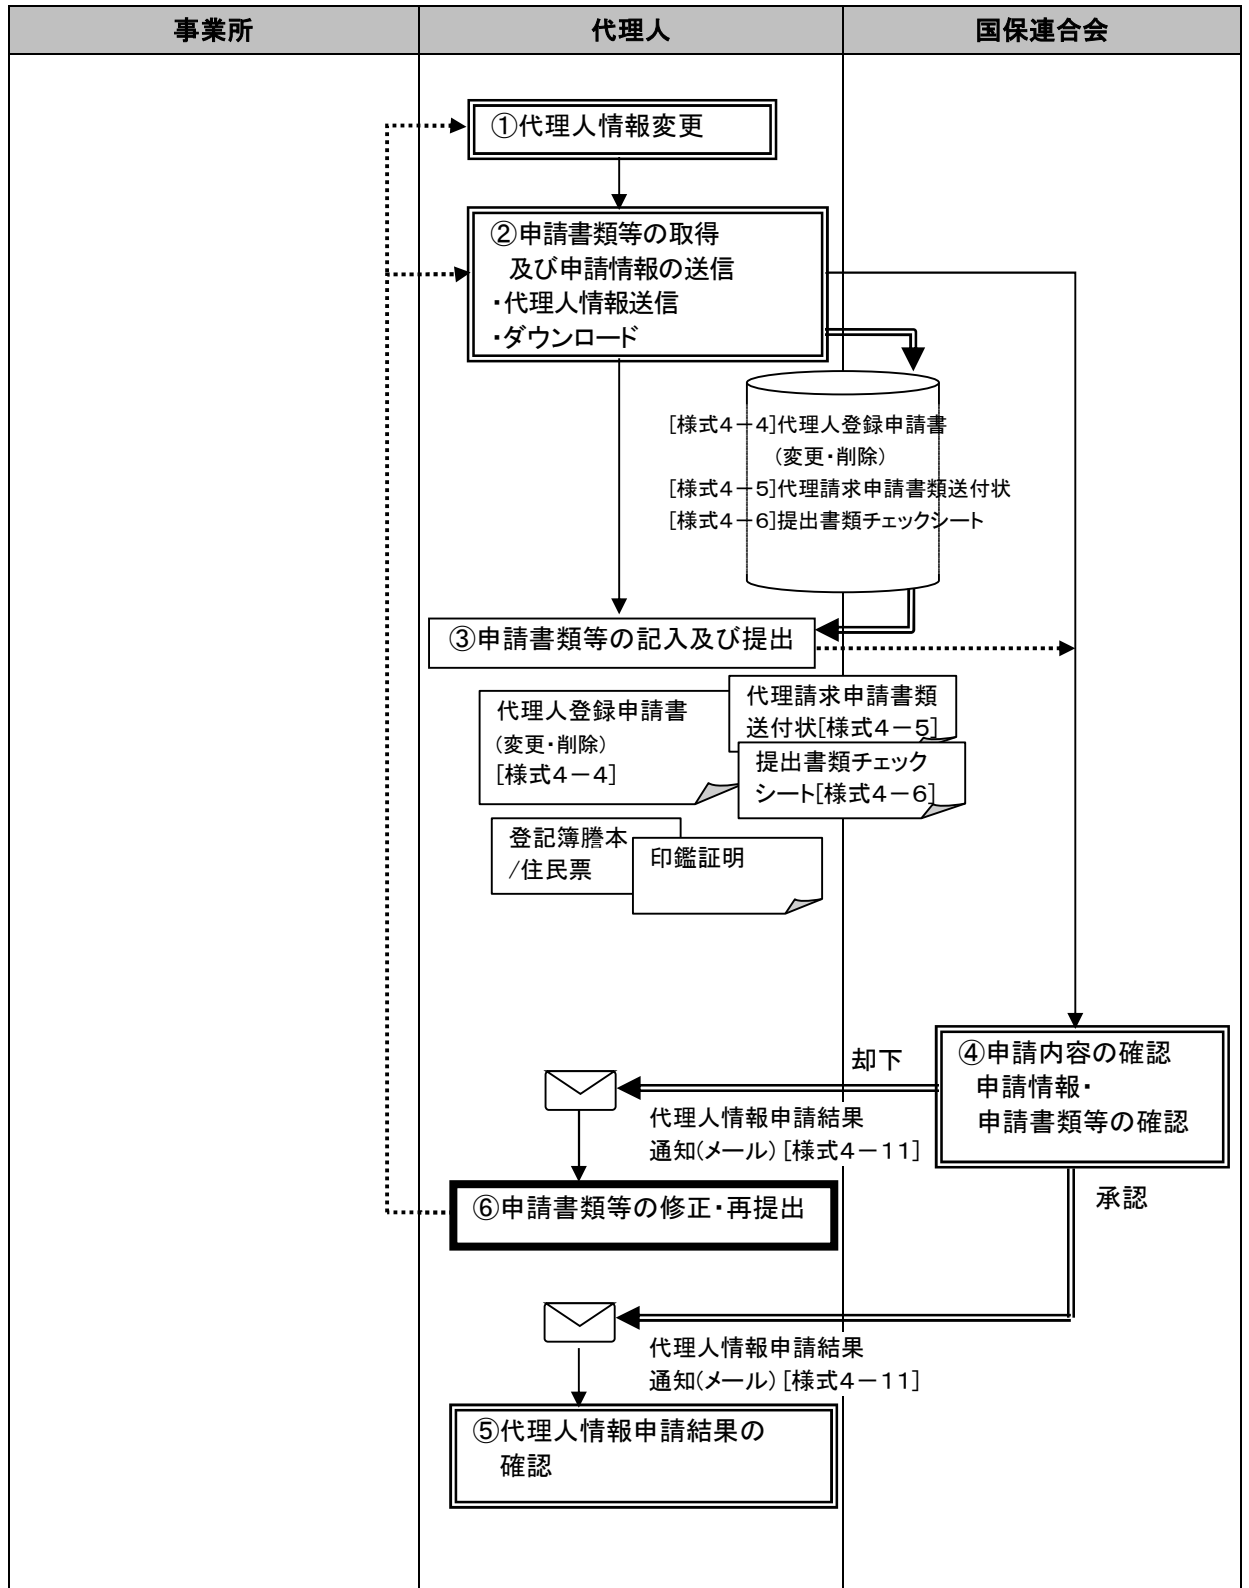 事業所
代理人
国保連合会
①代理人情報変更
②申請書類等の取得
及び申請情報の送信
・代理人情報送信
・ダウンロード
[様式4－4]代理人登録申請書
(変更・削除)
[様式4－5]代理請求申請書類送付状
[様式4－6]提出書類チェックシート
③申請書類等の記入及び提出
代理人登録申請書
(変更・削除)
[様式4－4]
代理請求申請書類
送付状[様式4－5]
提出書類チェック
シート[様式4－6]
登記簿謄本
/住民票
印鑑証明
④申請内容の確認
申請情報・
申請書類等の確認
却下
代理人情報申請結果
通知(メール)[様式4－11]
承認
⑥申請書類等の修正・再提出
代理人情報申請結果
通知(メール)[様式4－11]
⑤代理人情報申請結果の
確認